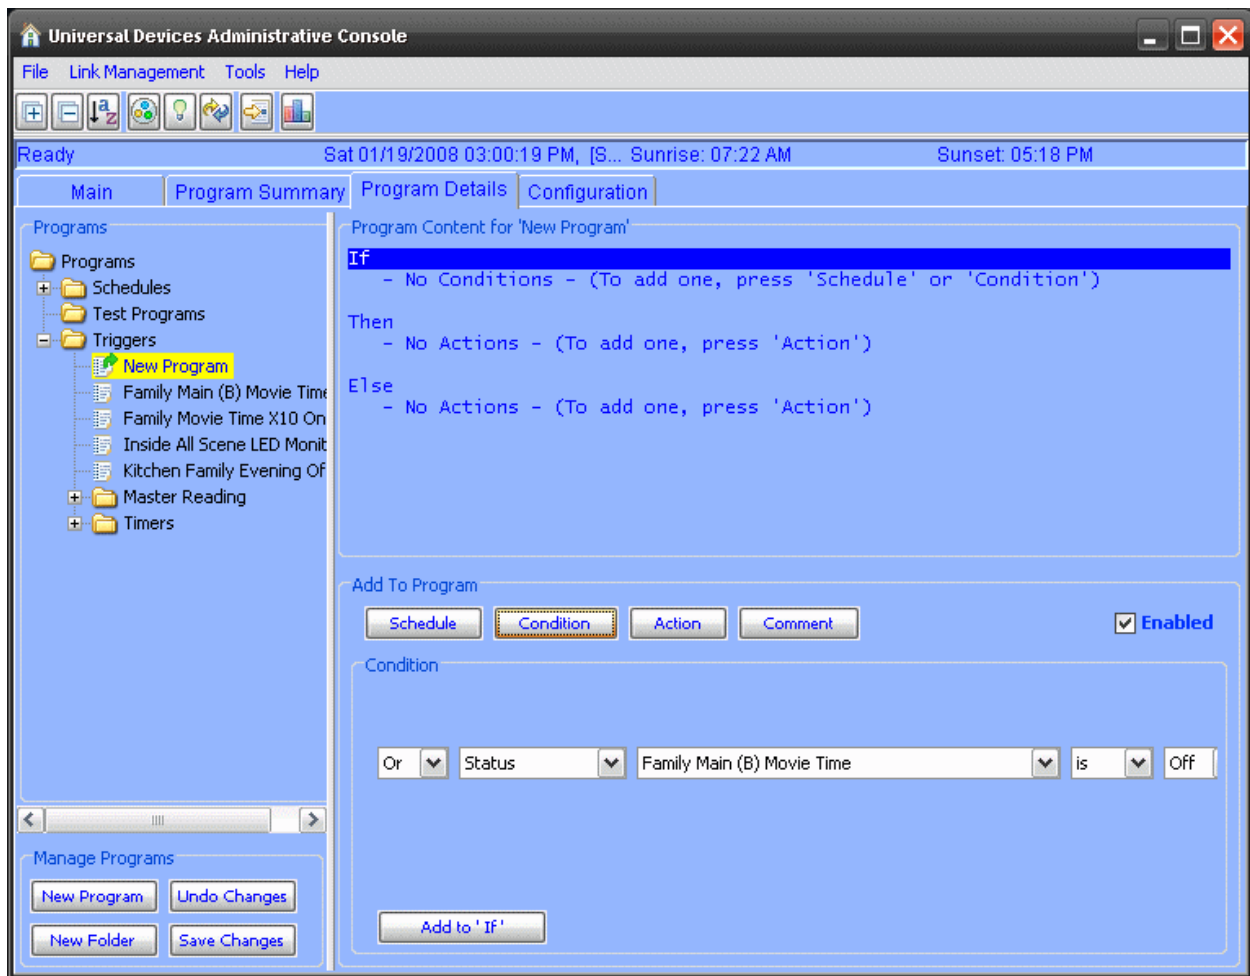 Universal Devices Administrative Console
File Link Management Tools Help
Ready Sat 01/19/2008 03:00:19 PM, [S... Sunrise: 07:22 AM Sunset: 05:18 PM
Main Program Summary Program Details Configuration
Programs
Programs
Schedules
Test Programs
Triggers
New Program
Family Main (B) Movie Time
Family Movie Time X10 On
Inside All Scene LED Monit
Kitchen Family Evening Of
Master Reading
Timers
Manage Programs
New Program Undo Changes
New Folder Save Changes
Program Content for 'New Program'
If
- No Conditions - (To add one, press 'Schedule' or 'Condition')
Then
- No Actions - (To add one, press 'Action')
Else
- No Actions - (To add one, press 'Action')
Add To Program
Schedule Condition Action Comment Enabled
Condition
Or Status Family Main (B) Movie Time is Off
Add to ' If '